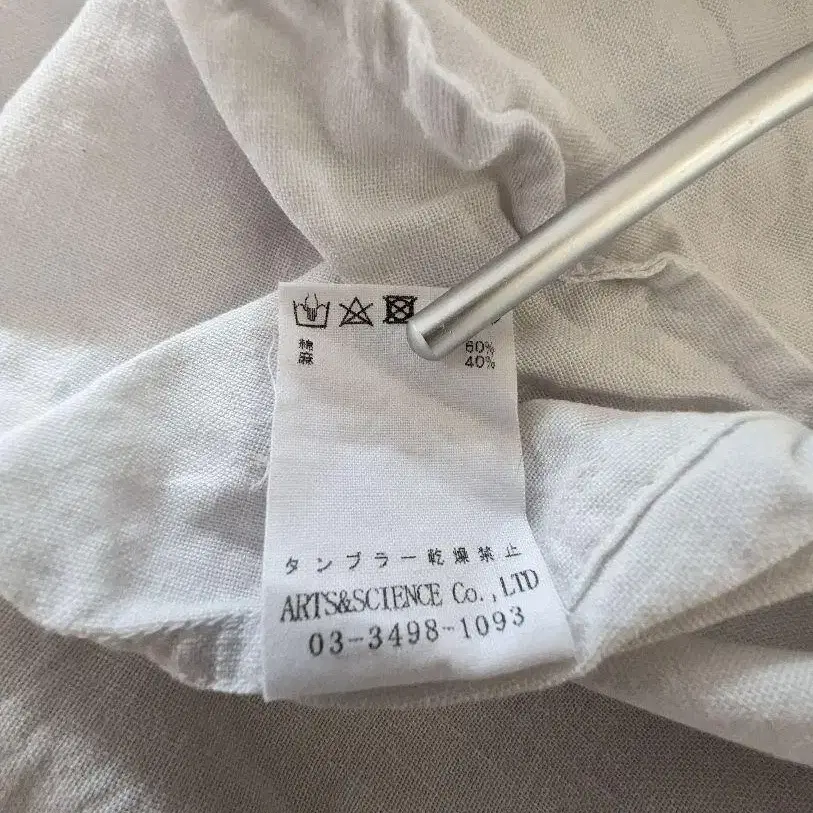 綿 60%
麻 40%
タンブラー乾燥禁止
ARTS&SCIENCE Co.,LTD
03-3498-1093